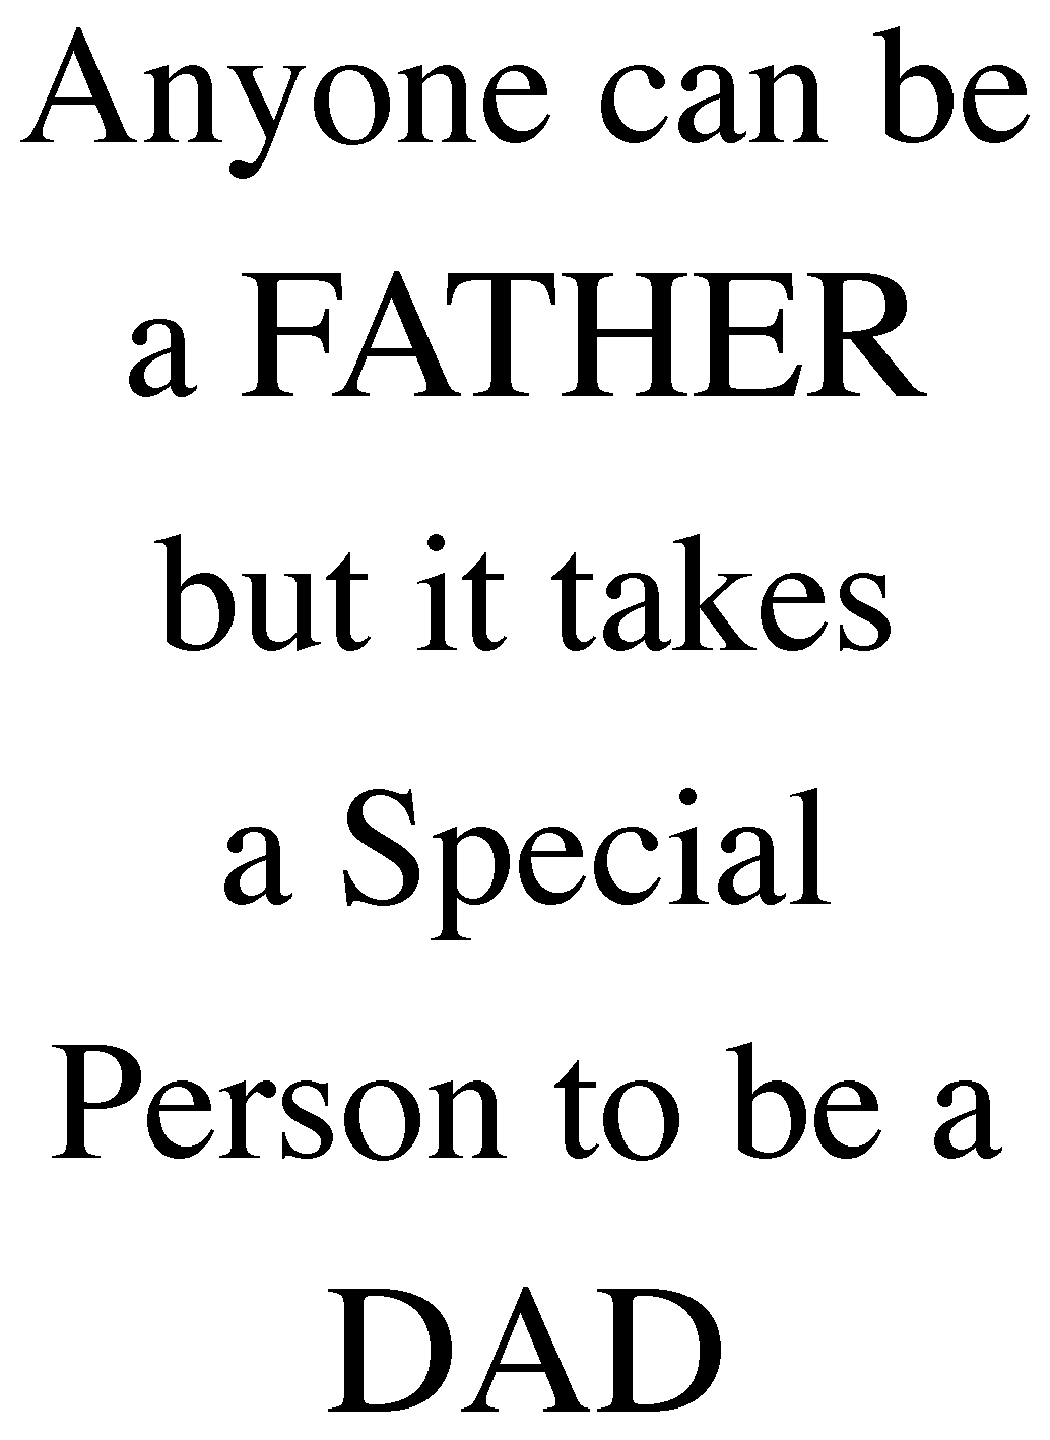 Anyone can be
a FATHER
but it takes
a Special
Person to be a
DAD